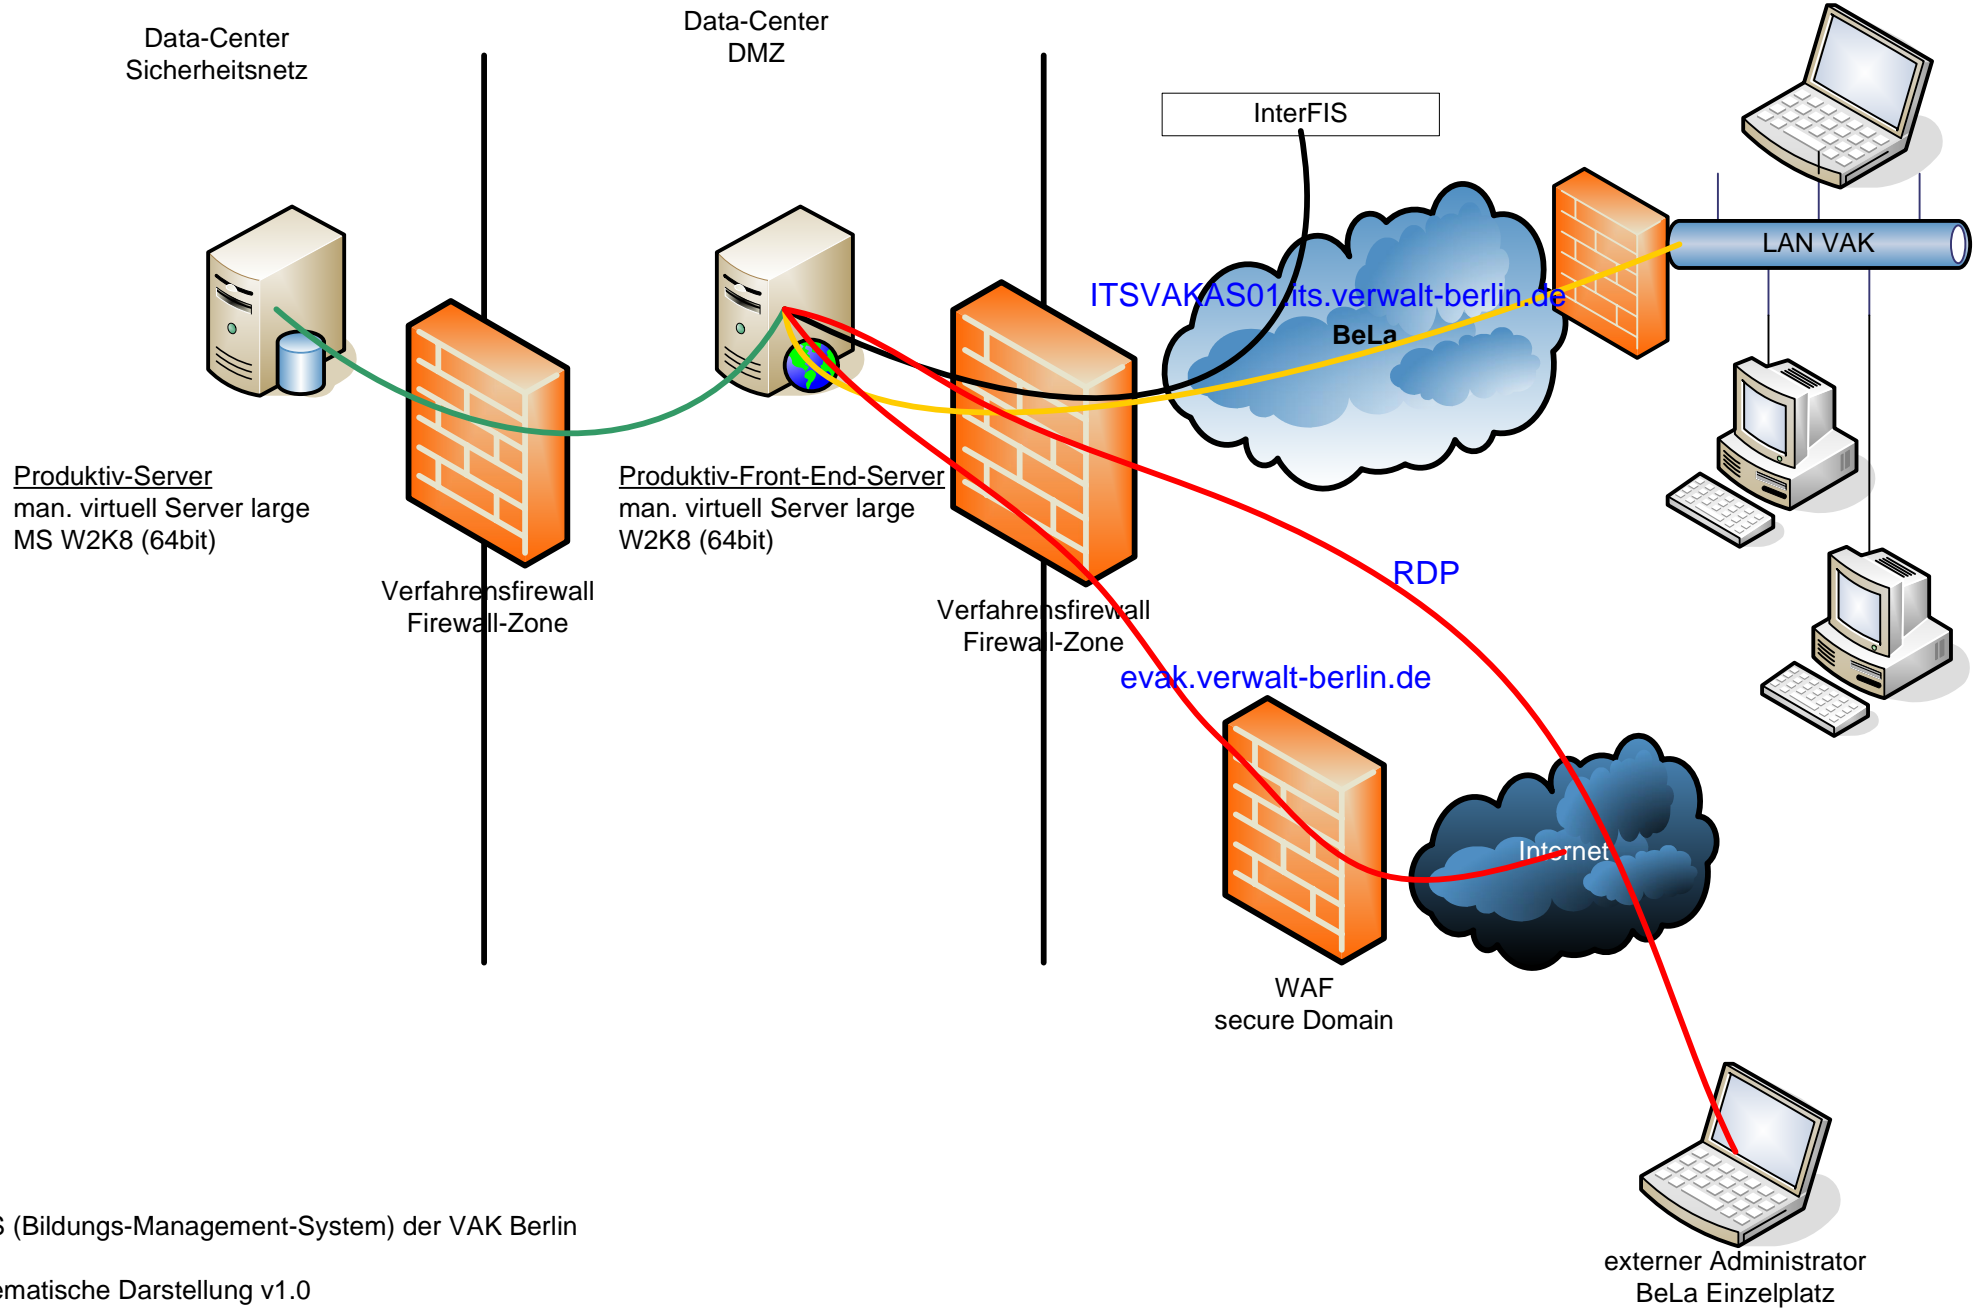 Data-Center
Sicherheitsnetz
Data-Center
DMZ
InterFIS
LAN VAK
ITSVAKAS01.its.verwalt-berlin.de
BeLa
Produktiv-Server
man. virtuell Server large
MS W2K8 (64bit)
Produktiv-Front-End-Server
man. virtuell Server large
W2K8 (64bit)
Verfahrensfirewall
Firewall-Zone
Verfahrensfirewall
Firewall-Zone
RDP
evak.verwalt-berlin.de
Internet
WAF
secure Domain
S (Bildungs-Management-System) der VAK Berlin
ematische Darstellung v1.0
externer Administrator
BeLa Einzelplatz